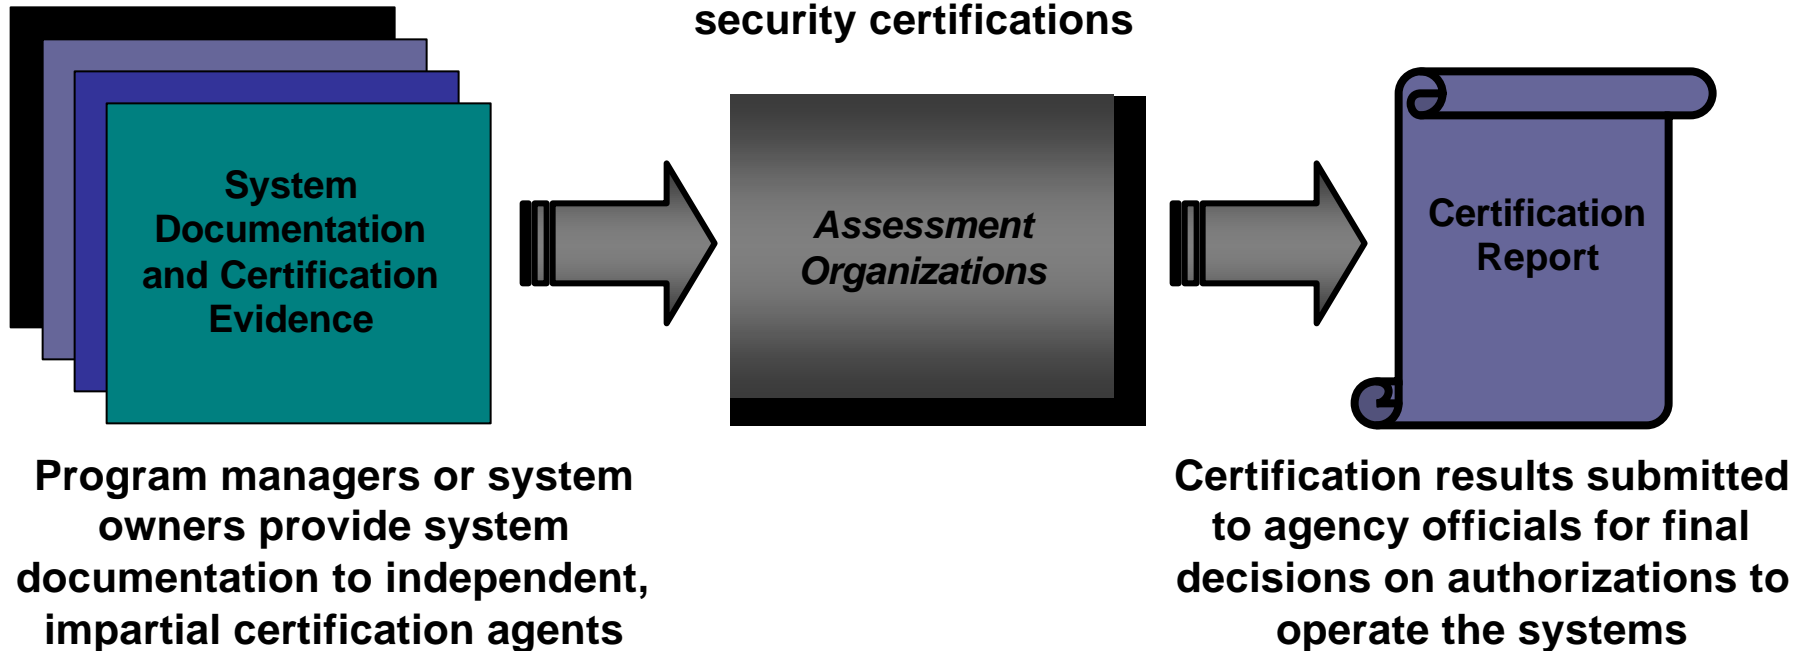 security certifications
System
Documentation
and Certification
Evidence
Assessment
Organizations
Certification
Report
Program managers or system
owners provide system
documentation to independent,
impartial certification agents
Certification results submitted
to agency officials for final
decisions on authorizations to
operate the systems